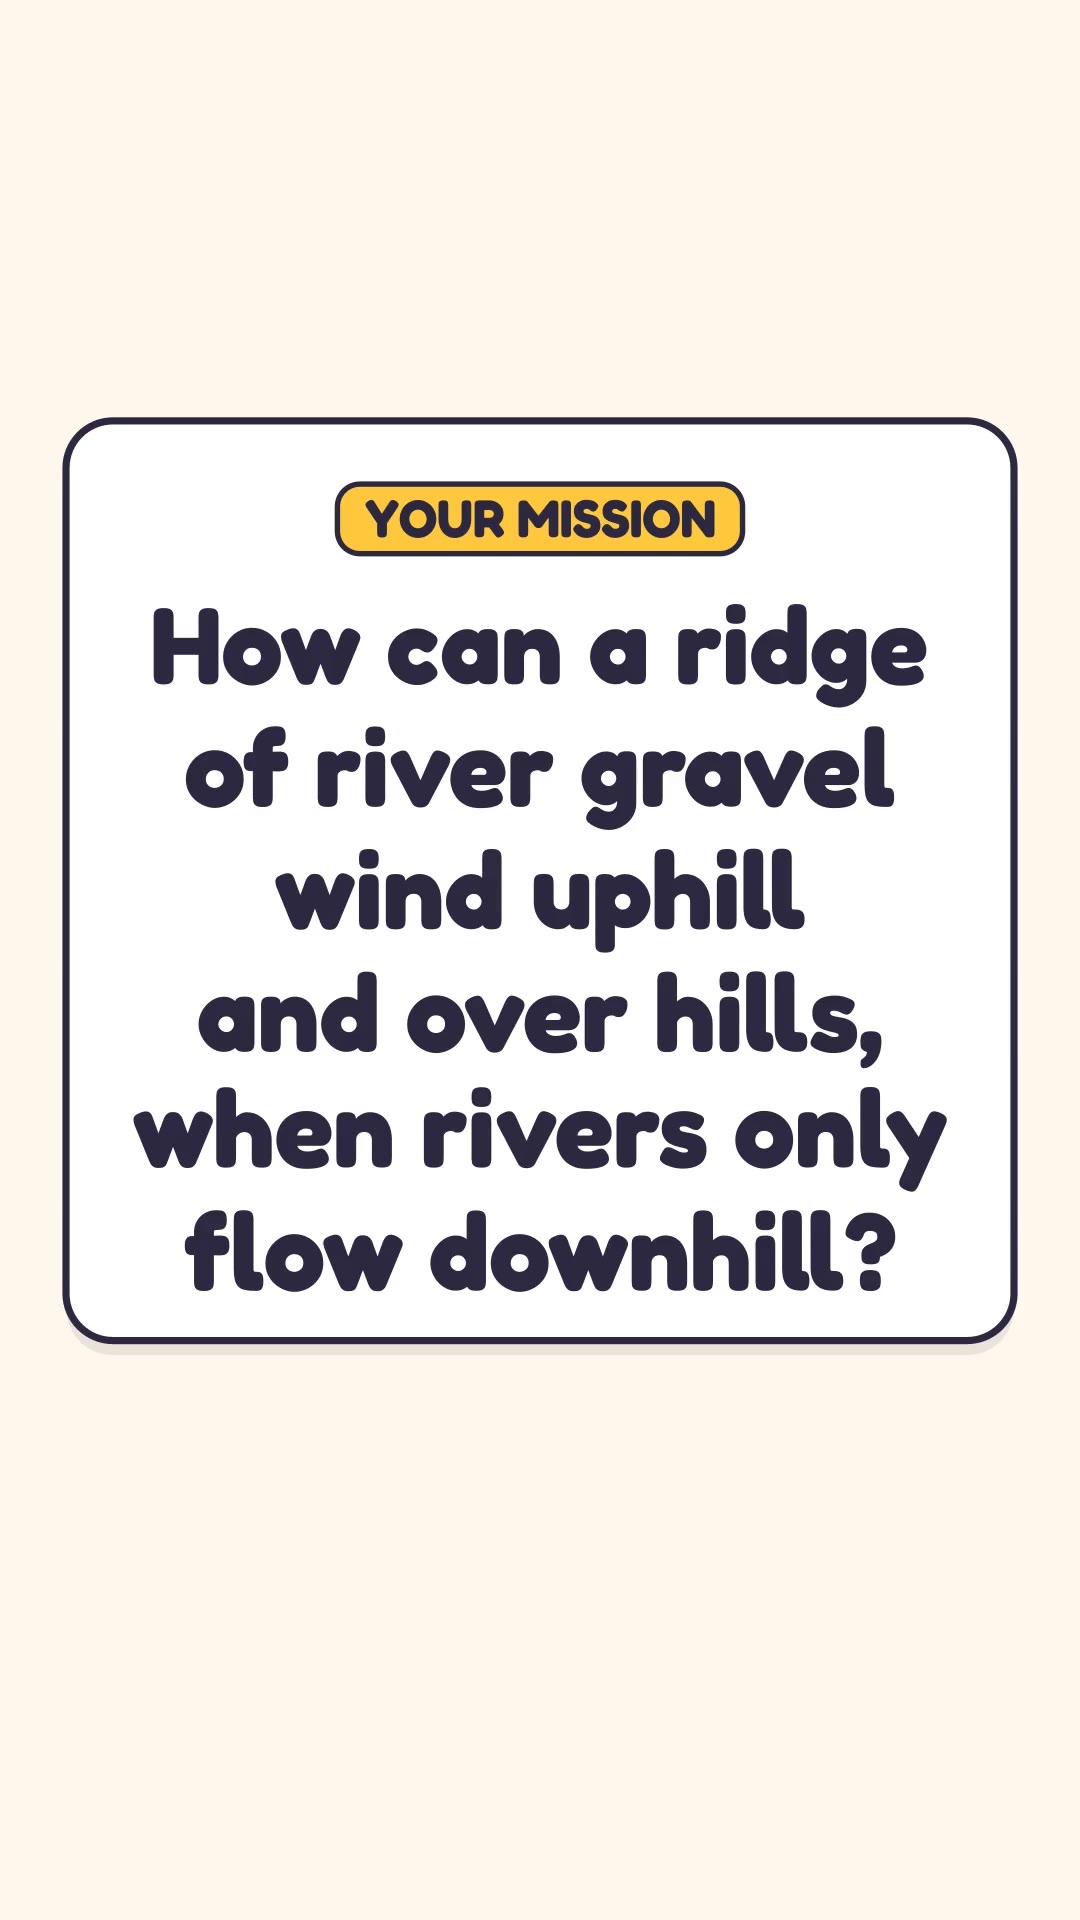 YOUR MISSION
How can a ridge
of river gravel
wind uphill
and over hills,
when rivers only
flow downhill?